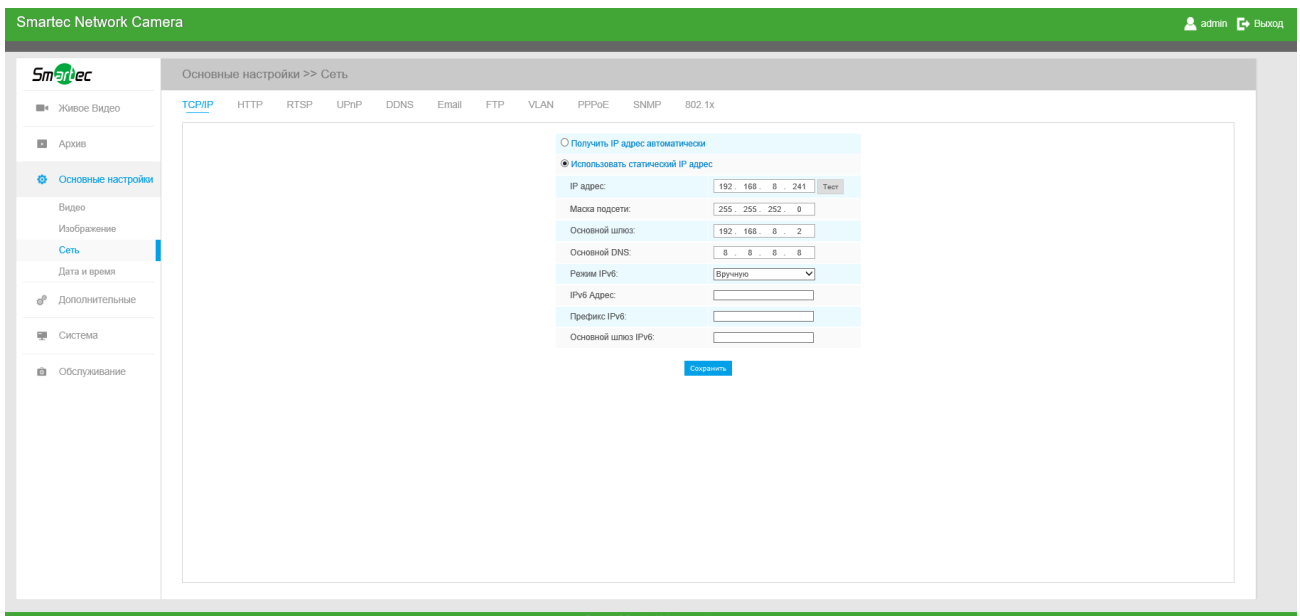 Smartec Network Camera
admin Выход
Smartec
Основные настройки >> Сеть
Живое Видео
Архив
Основные настройки
Видео
Изображение
Сеть
Дата и время
Дополнительные
Система
Обслуживание
TCP/IP HTTP RTSP UPnP DDNS Email FTP VLAN PPPoE SNMP 802.1x
Получить IP адрес автоматически
Использовать статический IP адрес
IP адрес: 192. 168. 8 . 241 Тест
Маска подсети: 255. 255. 252. 0
Основной шлюз: 192. 168. 8 . 2
Основной DNS: 8 . 8 . 8 . 8
Режим IPv6: Вручную
IPv6 Адрес:
Префикс IPv6:
Основной шлюз IPv6:
Сохранить